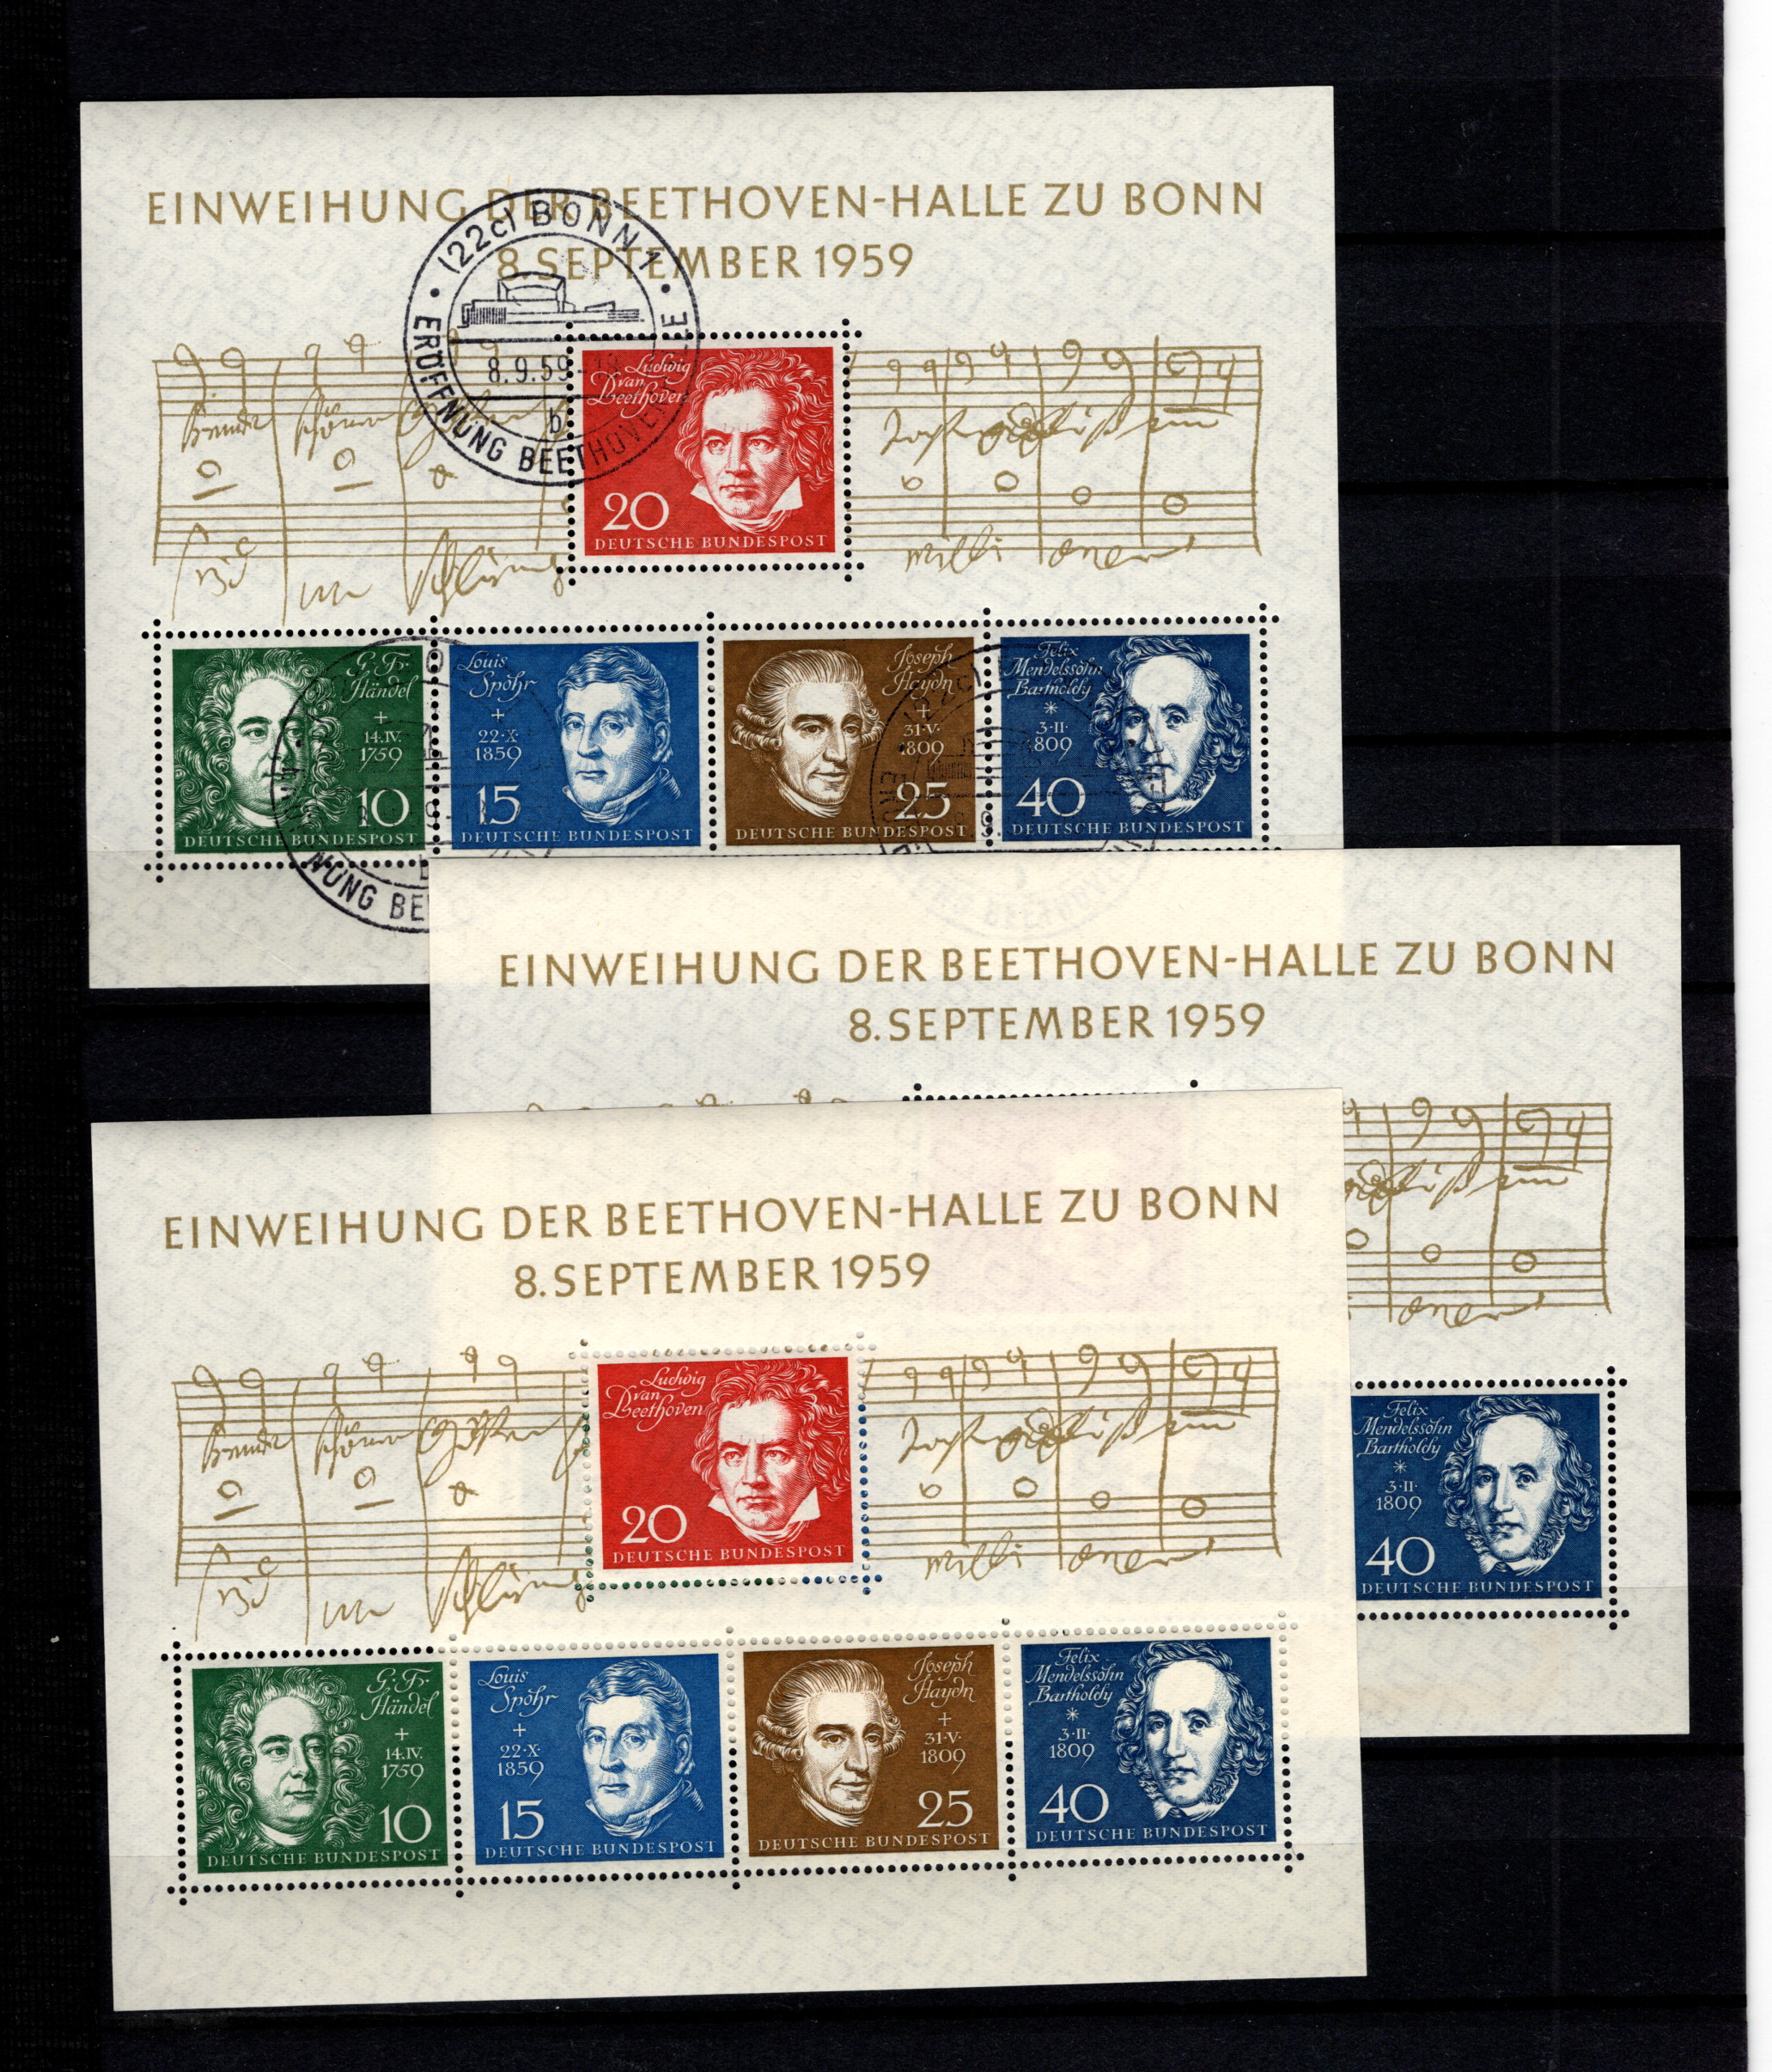 EINWEIHUNG DER BEETHOVEN-HALLE ZU BONN
8. SEPTEMBER 1959
(22c) BONN 1
8.9.59
b
ERÖFFNUNG BEETHOVENHALLE
Ludwig
van
Beethoven
20
DEUTSCHE BUNDESPOST
G. Fr.
Händel
+
14.IV.
1759
10
DEUTSCHE BUNDESPOST
Louis
Spohr
+
22.X.
1859
15
DEUTSCHE BUNDESPOST
Joseph
Haydn
+
31.V.
1809
25
DEUTSCHE BUNDESPOST
Felix
Mendelssohn
Bartholdy
*
3.II.
1809
40
DEUTSCHE BUNDESPOST
NUNG BE
EINWEIHUNG DER BEETHOVEN-HALLE ZU BONN
8. SEPTEMBER 1959
Felix
Mendelssohn
Bartholdy
*
3.II.
1809
40
DEUTSCHE BUNDESPOST
EINWEIHUNG DER BEETHOVEN-HALLE ZU BONN
8. SEPTEMBER 1959
Ludwig
van
Beethoven
20
DEUTSCHE BUNDESPOST
G. Fr.
Händel
+
14.IV.
1759
10
DEUTSCHE BUNDESPOST
Louis
Spohr
+
22.X.
1859
15
DEUTSCHE BUNDESPOST
Joseph
Haydn
+
31.V.
1809
25
DEUTSCHE BUNDESPOST
Felix
Mendelssohn
Bartholdy
*
3.II.
1809
40
DEUTSCHE BUNDESPOST